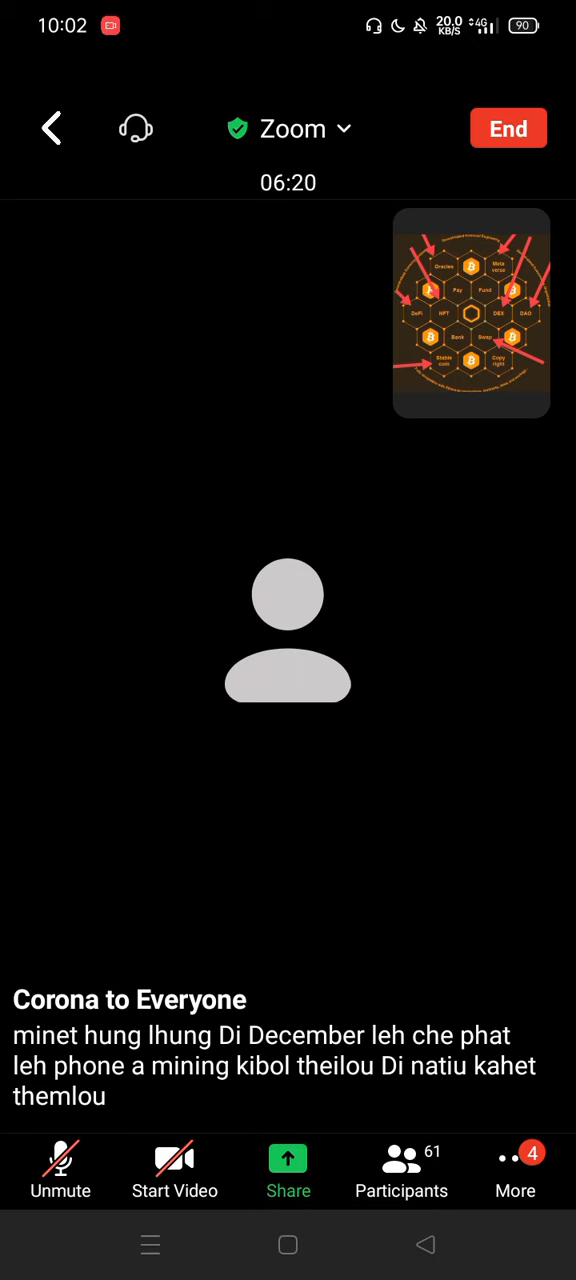 10:02
20.0
KB/S
4G
90
Zoom
End
06:20
Oracles
Meta
verse
Pay
Fund
DeFi
NFT
DEX
DAO
Bank
Swap
Stable
coin
Copy
right
Corona to Everyone
minet hung lhung Di December leh che phat
leh phone a mining kibol theilou Di natiu kahet
themlou
61
4
Unmute
Start Video
Share
Participants
More